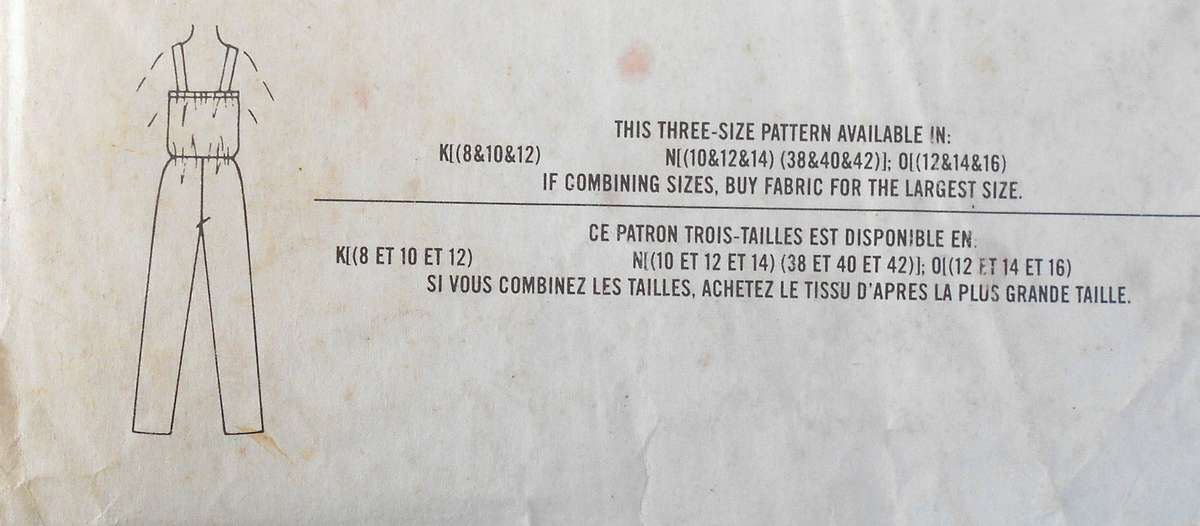 THIS THREE-SIZE PATTERN AVAILABLE IN:
K[(8&10&12) N[(10&12&14) (38&40&42)]; O[(12&14&16)
IF COMBINING SIZES, BUY FABRIC FOR THE LARGEST SIZE.
CE PATRON TROIS-TAILLES EST DISPONIBLE EN:
K[(8 ET 10 ET 12) N[(10 ET 12 ET 14) (38 ET 40 ET 42)]; O[(12 ET 14 ET 16)
SI VOUS COMBINEZ LES TAILLES, ACHETEZ LE TISSU D'APRES LA PLUS GRANDE TAILLE.